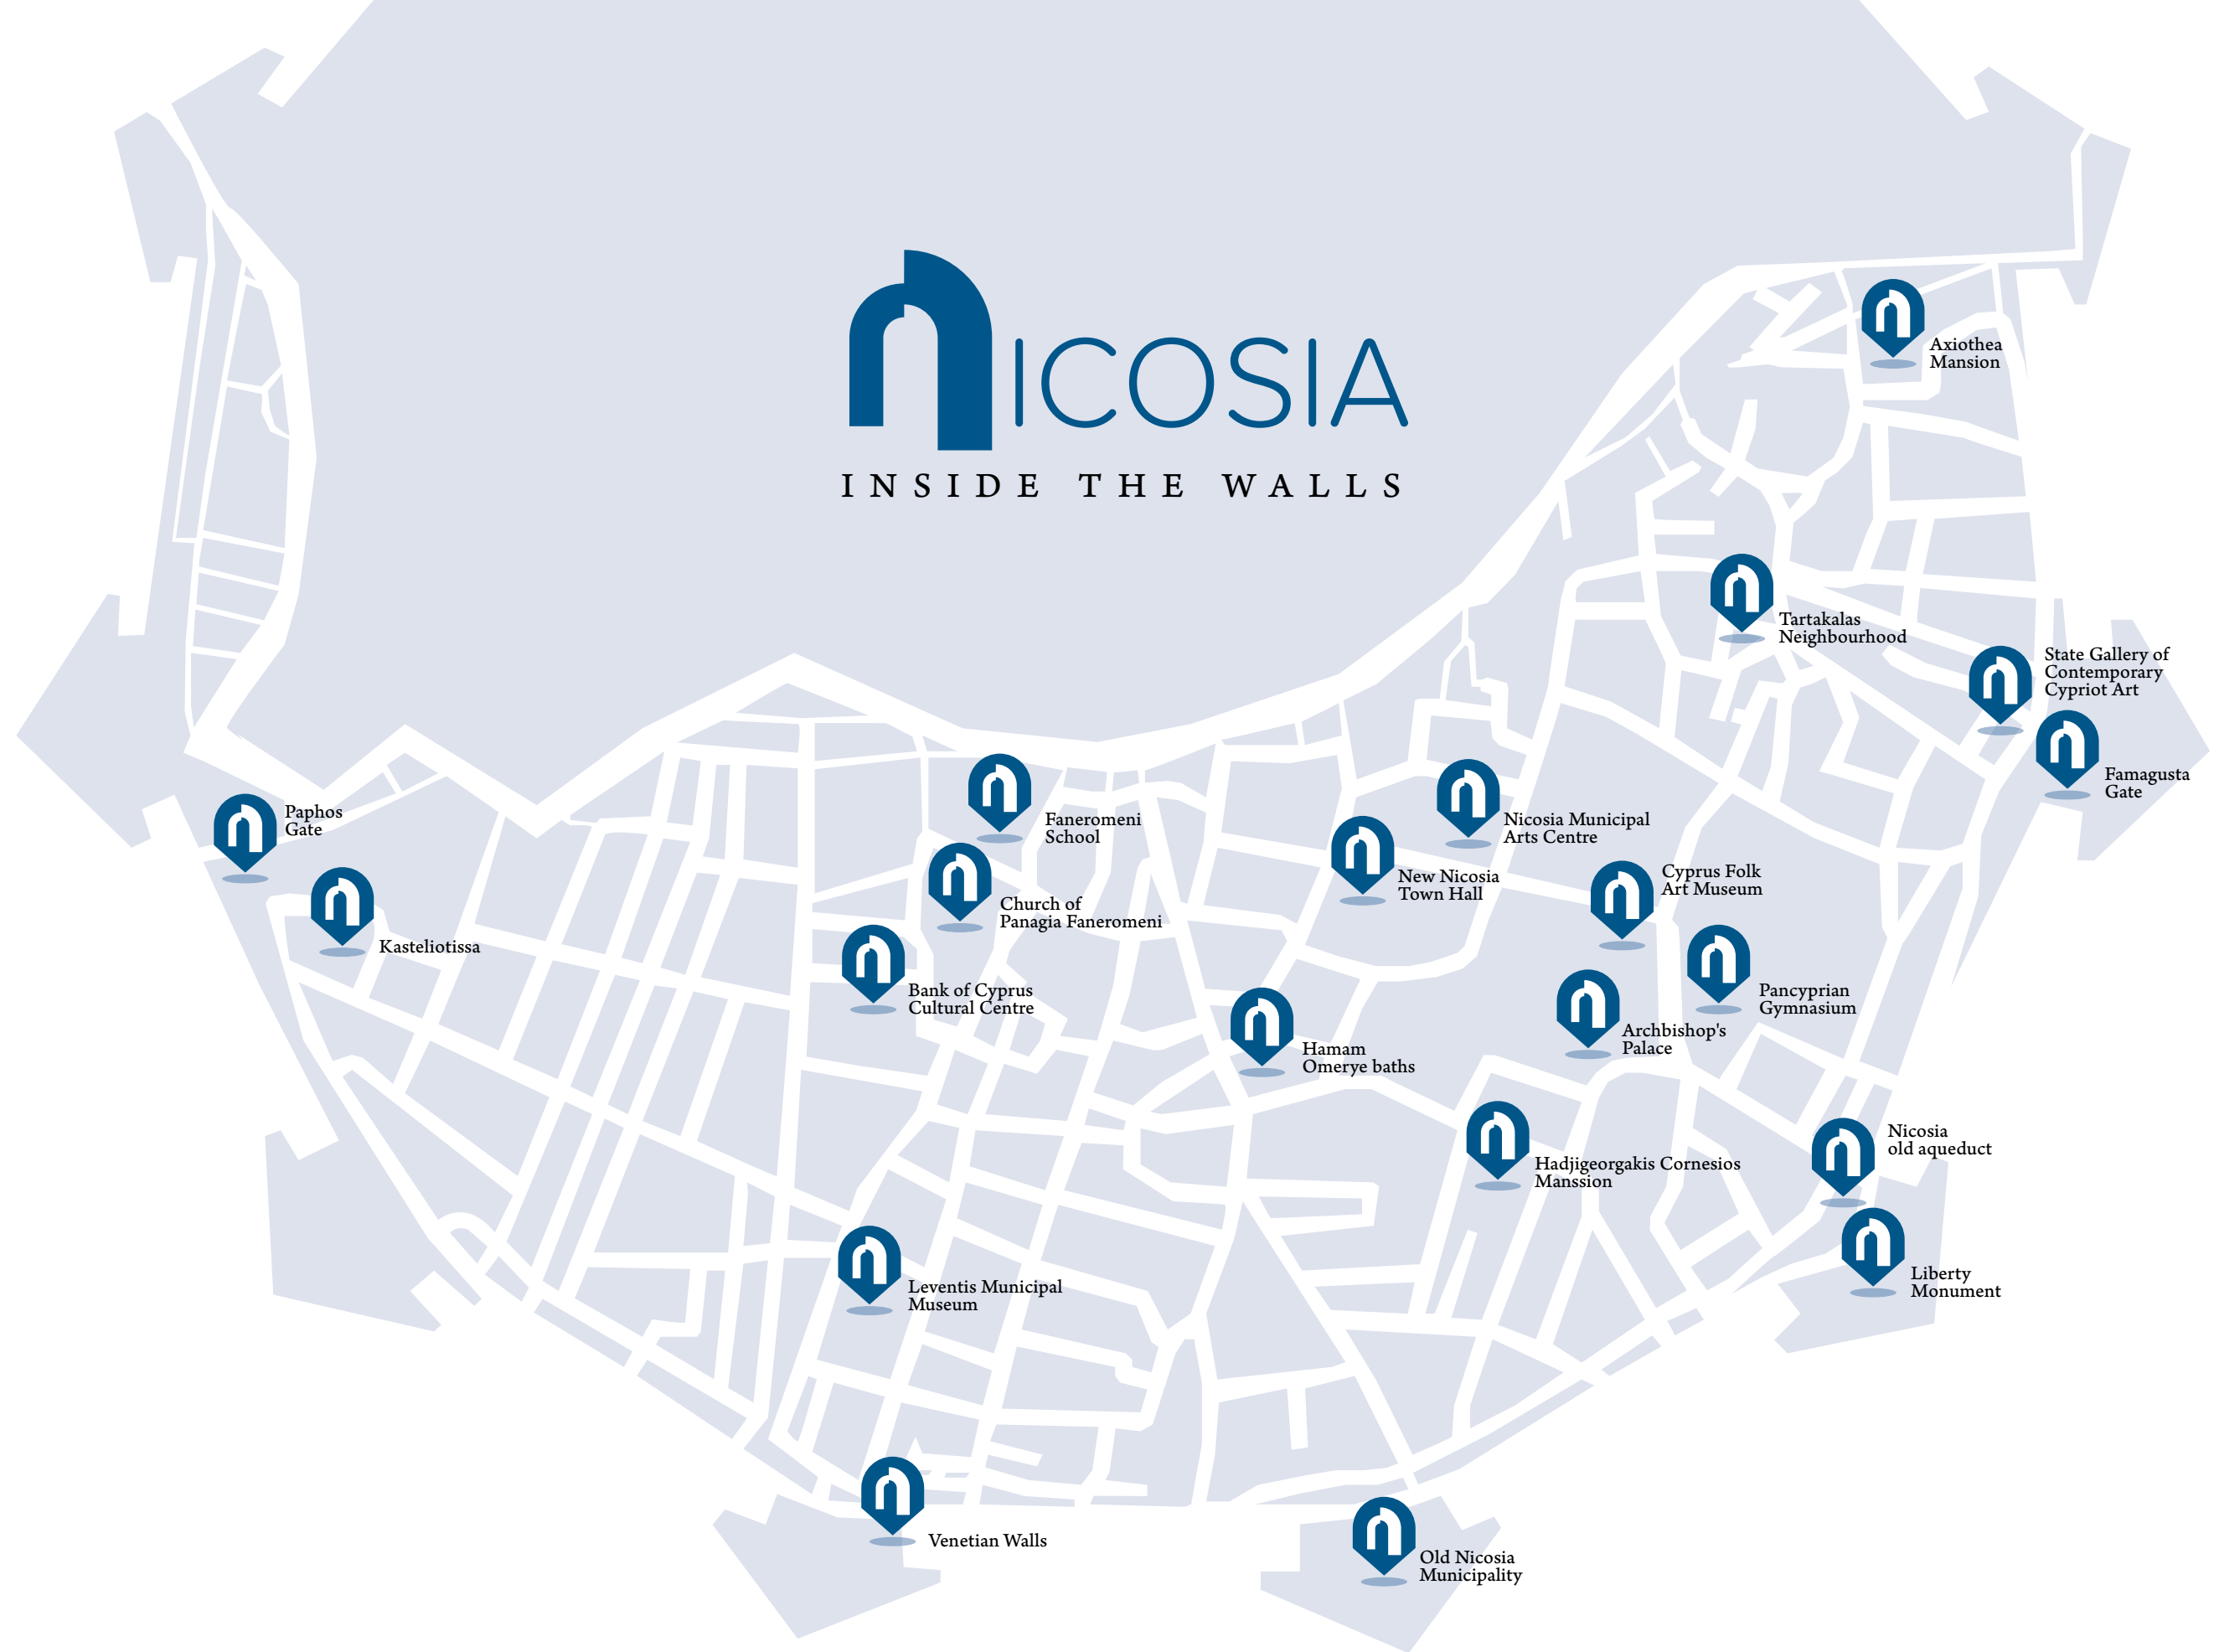 NICOSIA
INSIDE THE WALLS
Axiothea
Mansion
Tartakalas
Neighbourhood
State Gallery of
Contemporary
Cypriot Art
Famagusta
Gate
Paphos
Gate
Kasteliotissa
Faneromeni
School
Church of
Panagia Faneromeni
Bank of Cyprus
Cultural Centre
Nicosia Municipal
Arts Centre
New Nicosia
Town Hall
Cyprus Folk
Art Museum
Pancyprian
Gymnasium
Archbishop's
Palace
Hamam
Omerye baths
Hadjigeorgakis Cornesios
Manssion
Nicosia
old aqueduct
Liberty
Monument
Leventis Municipal
Museum
Venetian Walls
Old Nicosia
Municipality